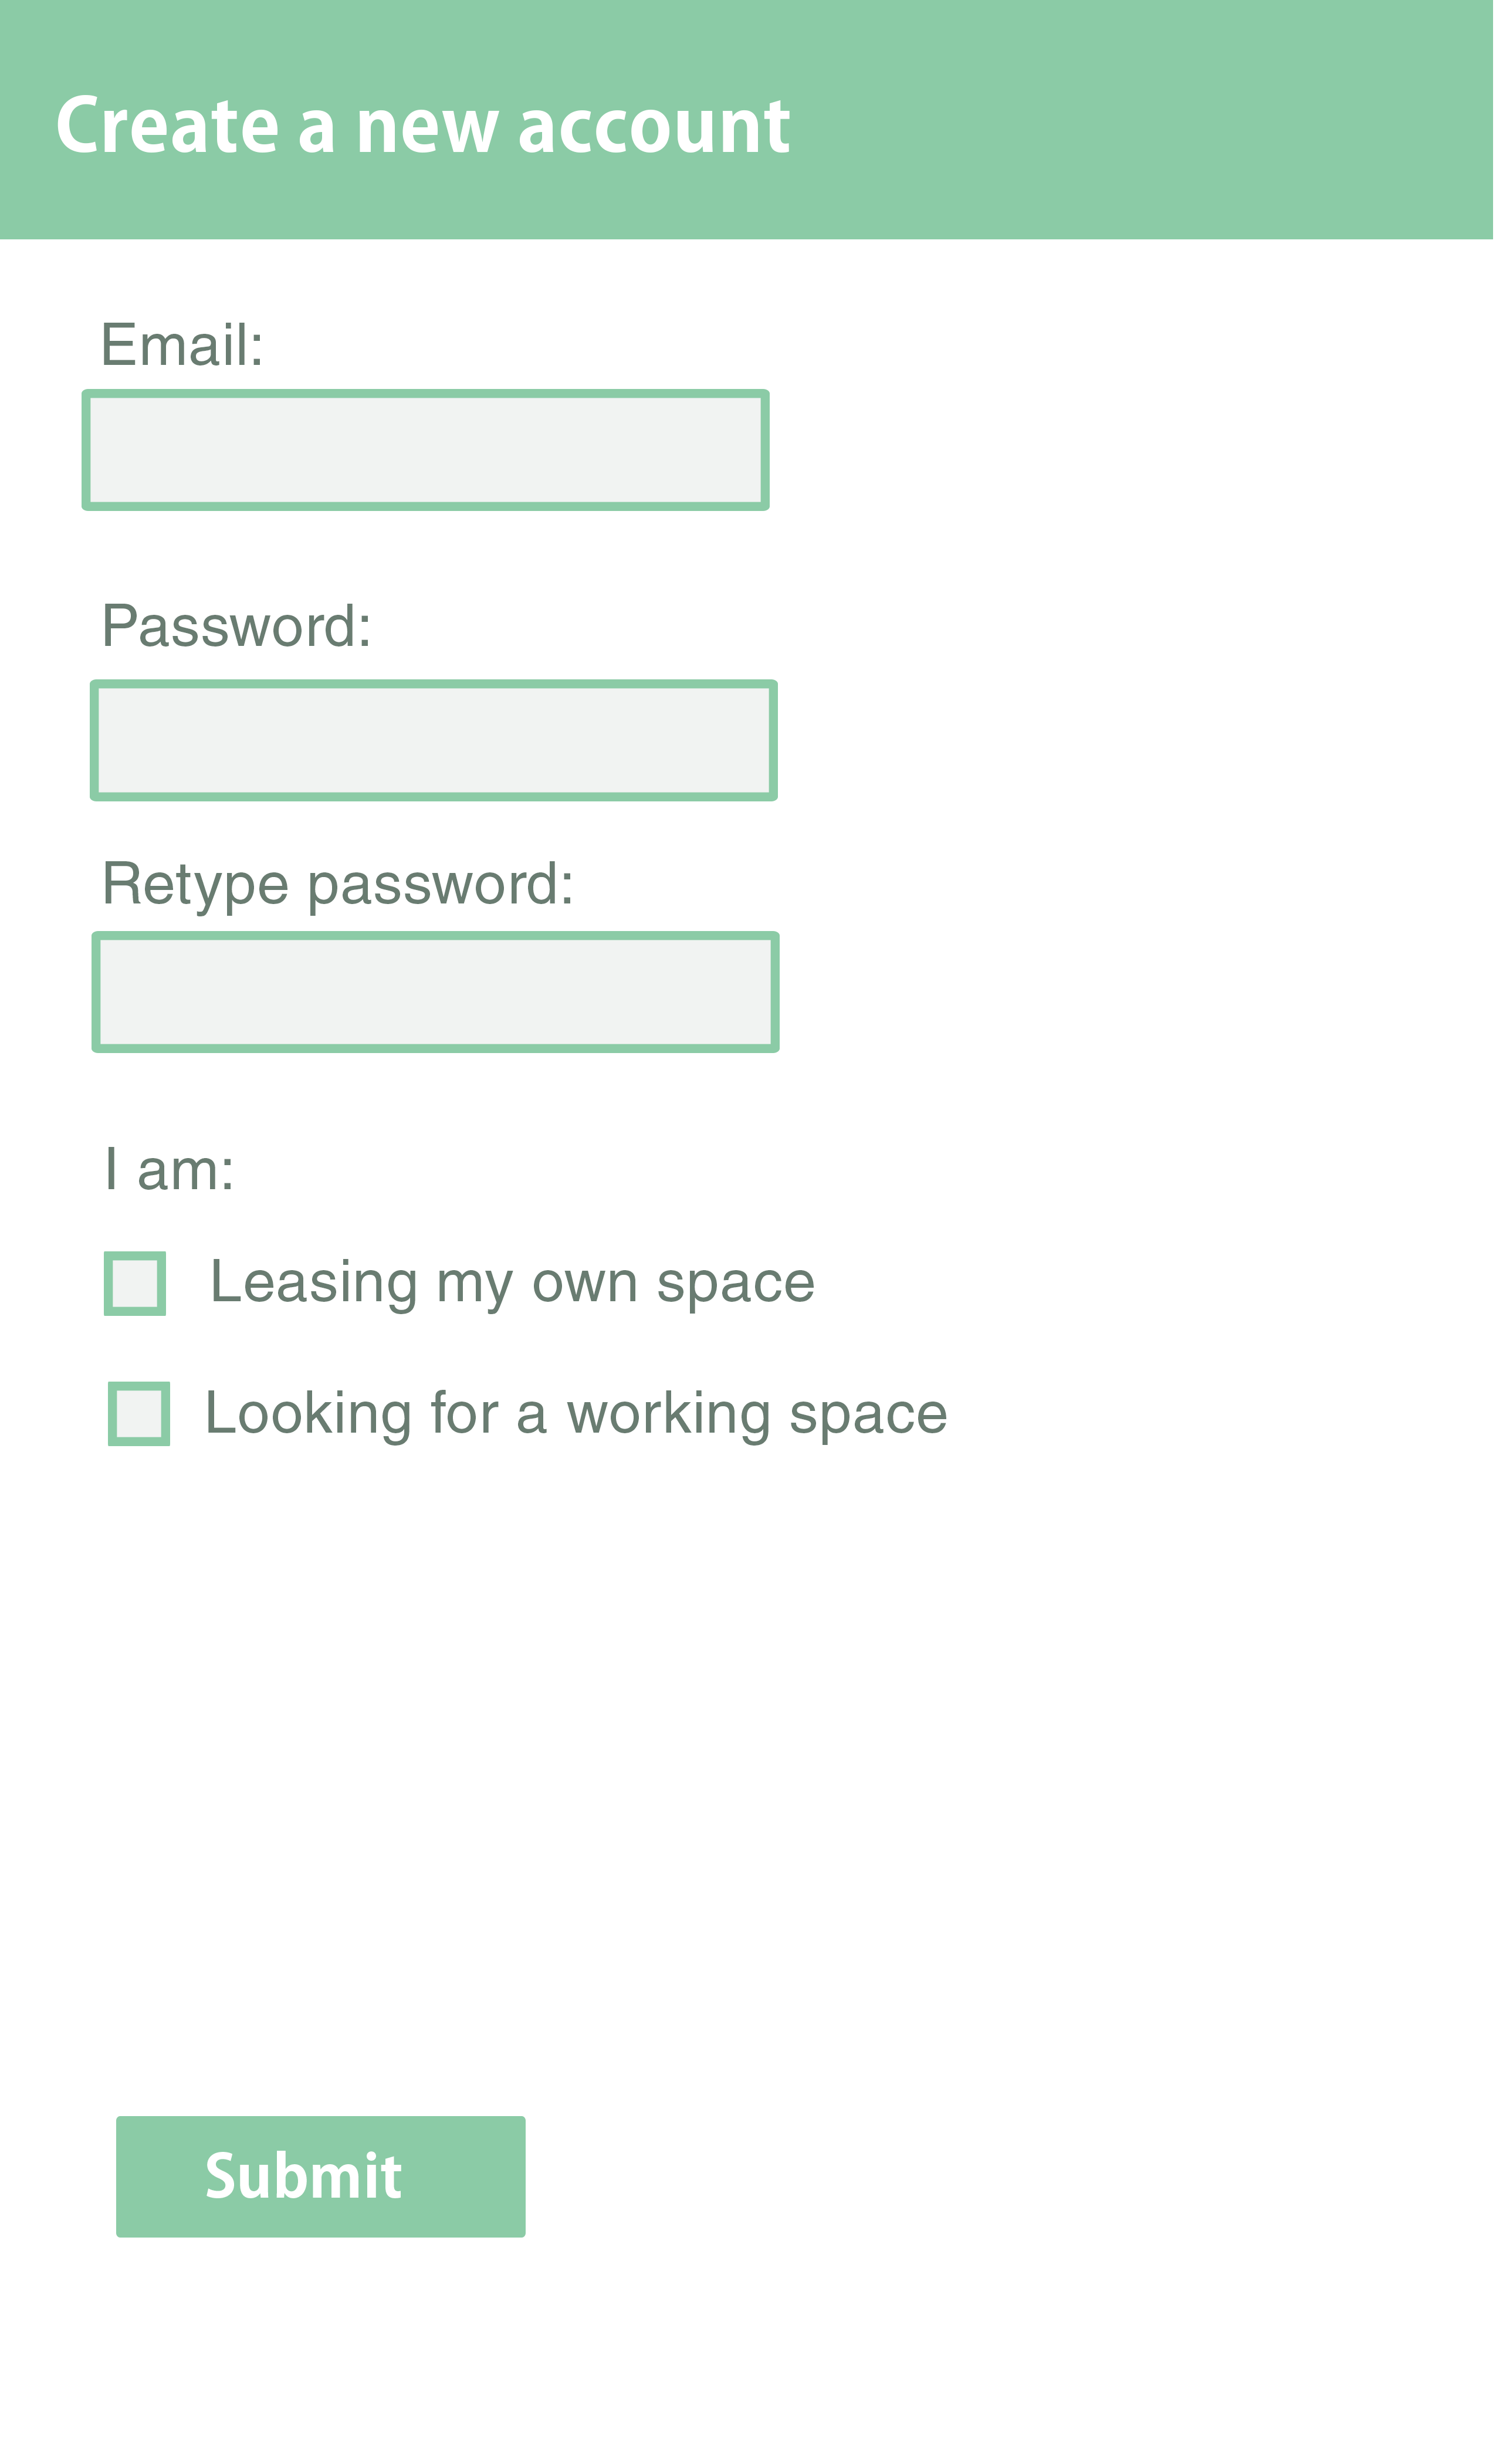 Create a new account
Email:
Password:
Retype password:
I am:
Leasing my own space
Looking for a working space
Submit